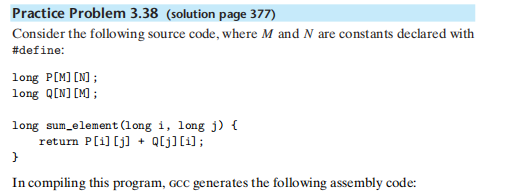 Practice Problem 3.38 (solution page 377)
Consider the following source code, where M and N are constants declared with
#define:
long P[M][N];
long Q[N][M];
long sum_element(long i, long j) {
    return P[i][j] + Q[j][i];
}
In compiling this program, GCC generates the following assembly code: